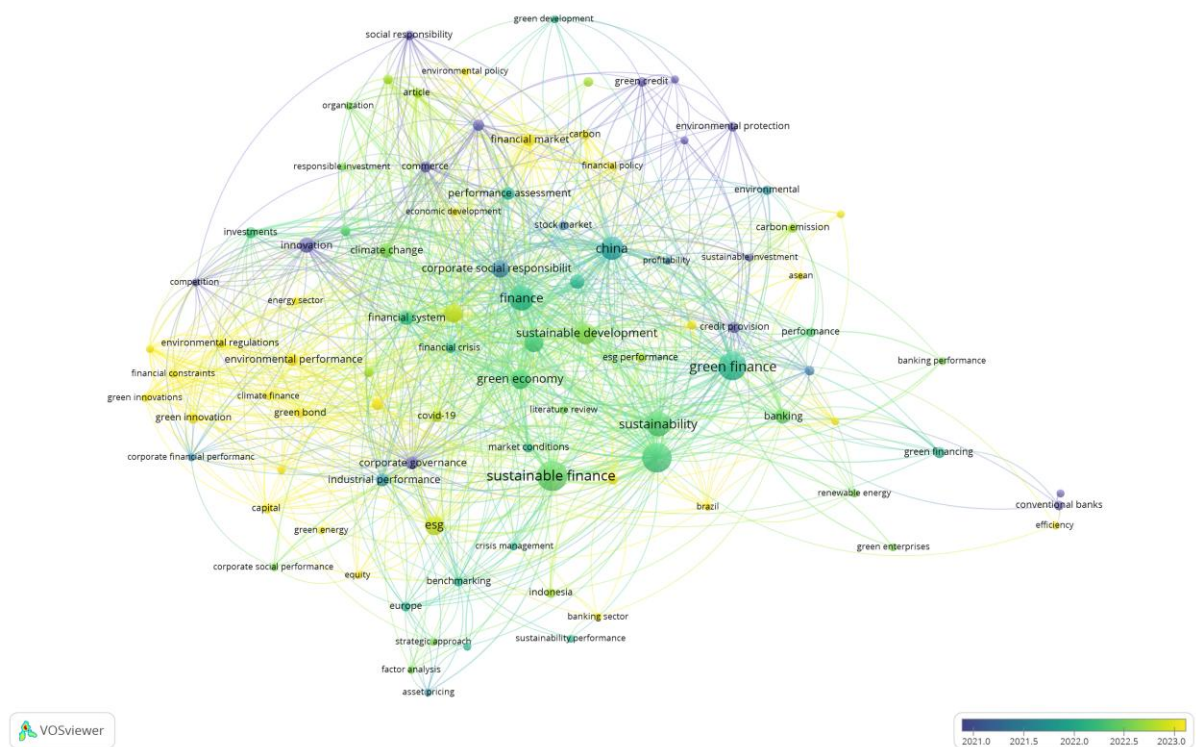 green development
social responsibility
environmental policy
green credit
article
organization
environmental protection
carbon
financial market
financial policy
responsible investment
commerce
environmental
performance assessment
economic development
stock market
carbon emission
investments
innovation
climate change
china
sustainable investment
profitability
corporate social responsibilit
asean
competition
energy sector
finance
financial system
credit provision
performance
sustainable development
environmental regulations
financial crisis
esg performance
environmental performance
banking performance
green finance
financial constraints
green economy
green innovations
climate finance
green bond
literature review
green innovation
covid-19
banking
sustainability
market conditions
green financing
corporate financial performanc
corporate governance
industrial performance
sustainable finance
renewable energy
capital
brazil
conventional banks
esg
efficiency
green energy
crisis management
green enterprises
corporate social performance
equity
benchmarking
indonesia
europe
banking sector
sustainability performance
strategic approach
factor analysis
asset pricing
VOSviewer
2021.0 2021.5 2022.0 2022.5 2023.0